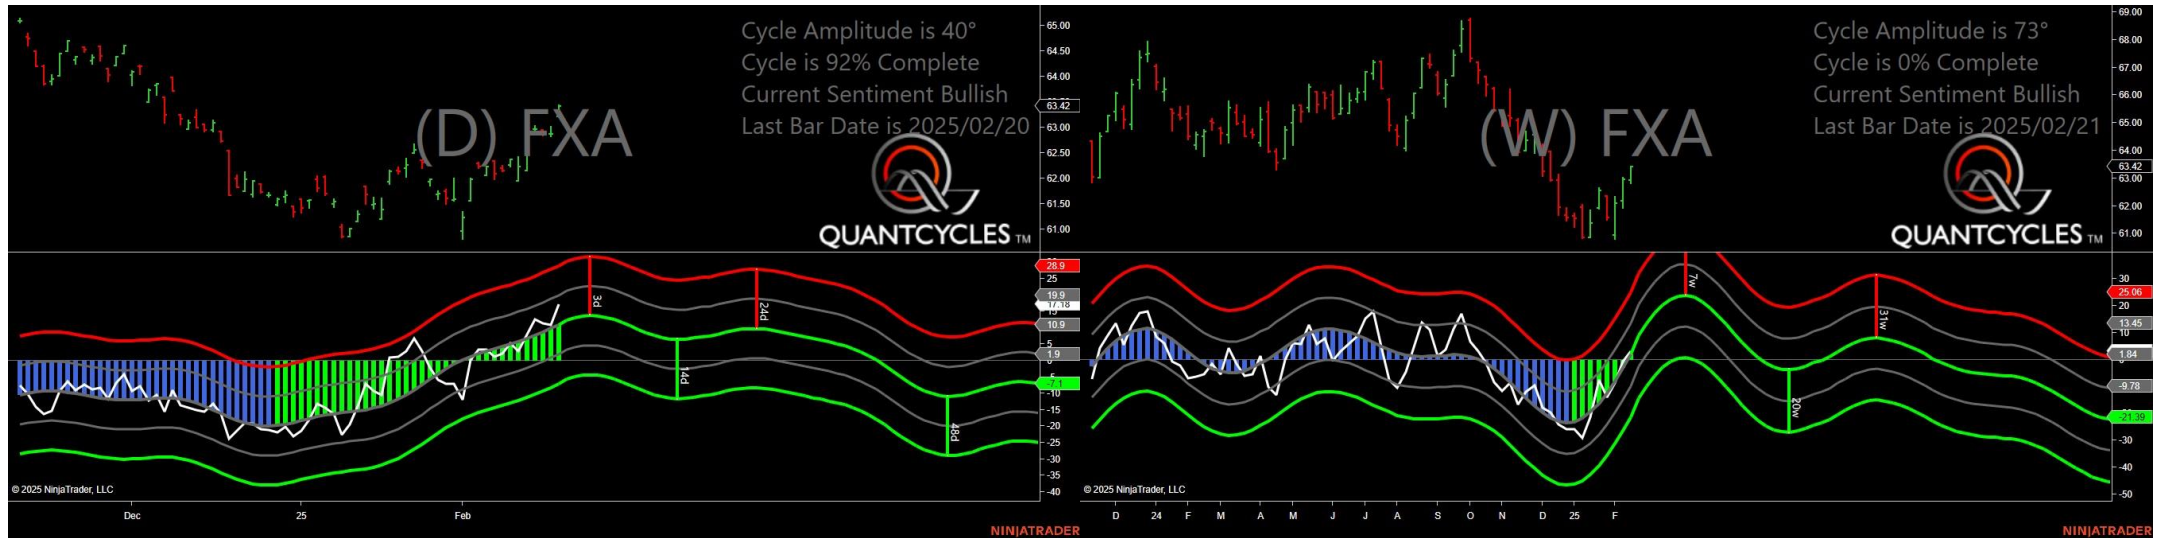 Cycle Amplitude is 40°
Cycle is 92% Complete
Current Sentiment Bullish
Last Bar Date is 2025/02/20
(D) FXA
QUANTCYCLES TM
65.00
64.50
64.00
63.42
63.00
62.50
62.00
61.50
61.00
28.9
25
19.9
17.18
15
10.9
5
1.9
-5
-7.1
-10
-15
-20
-25
-30
-35
-40
3d
24d
14d
48d
© 2025 NinjaTrader, LLC
Dec
25
Feb
NINJATRADER
Cycle Amplitude is 73°
Cycle is 0% Complete
Current Sentiment Bullish
Last Bar Date is 2025/02/21
(W) FXA
QUANTCYCLES TM
69.00
68.00
67.00
66.00
65.00
64.00
63.42
63.00
62.00
61.00
30
25.06
20
13.45
10
1.84
-9.78
-21.39
-30
-40
-50
7w
31w
20w
© 2025 NinjaTrader, LLC
D 24 F M A M J J A S O N D 25 F
NINJATRADER